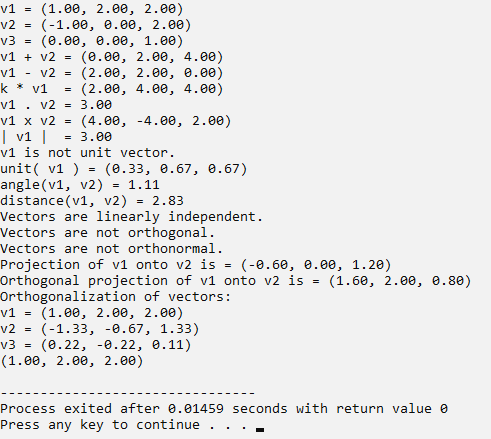 v1 = (1.00, 2.00, 2.00)
v2 = (-1.00, 0.00, 2.00)
v3 = (0.00, 0.00, 1.00)
v1 + v2 = (0.00, 2.00, 4.00)
v1 - v2 = (2.00, 2.00, 0.00)
k * v1  = (2.00, 4.00, 4.00)
v1 . v2 = 3.00
v1 x v2 = (4.00, -4.00, 2.00)
| v1 |  = 3.00
v1 is not unit vector.
unit( v1 ) = (0.33, 0.67, 0.67)
angle(v1, v2) = 1.11
distance(v1, v2) = 2.83
Vectors are linearly independent.
Vectors are not orthogonal.
Vectors are not orthonormal.
Projection of v1 onto v2 is = (-0.60, 0.00, 1.20)
Orthogonal projection of v1 onto v2 is = (1.60, 2.00, 0.80)
Orthogonalization of vectors:
v1 = (1.00, 2.00, 2.00)
v2 = (-1.33, -0.67, 1.33)
v3 = (0.22, -0.22, 0.11)
(1.00, 2.00, 2.00)
--------------------------------
Process exited after 0.01459 seconds with return value 0
Press any key to continue . . .